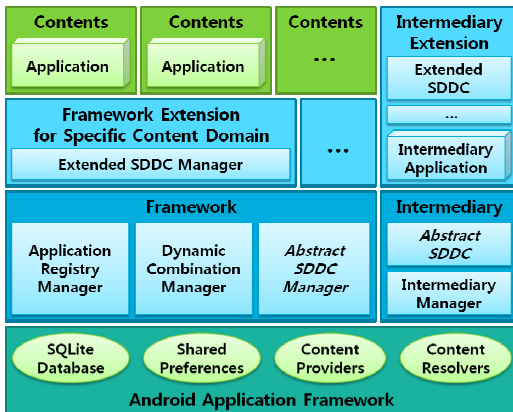 Contents
Application
Contents
Application
Contents
...
Intermediary
Extension
Extended
SDDC
...
Intermediary
Application
Framework Extension
for Specific Content Domain
Extended SDDC Manager
...
Framework
Application
Registry
Manager
Dynamic
Combination
Manager
Abstract
SDDC
Manager
Intermediary
Abstract
SDDC
Intermediary
Manager
SQLite
Database
Shared
Preferences
Content
Providers
Content
Resolvers
Android Application Framework